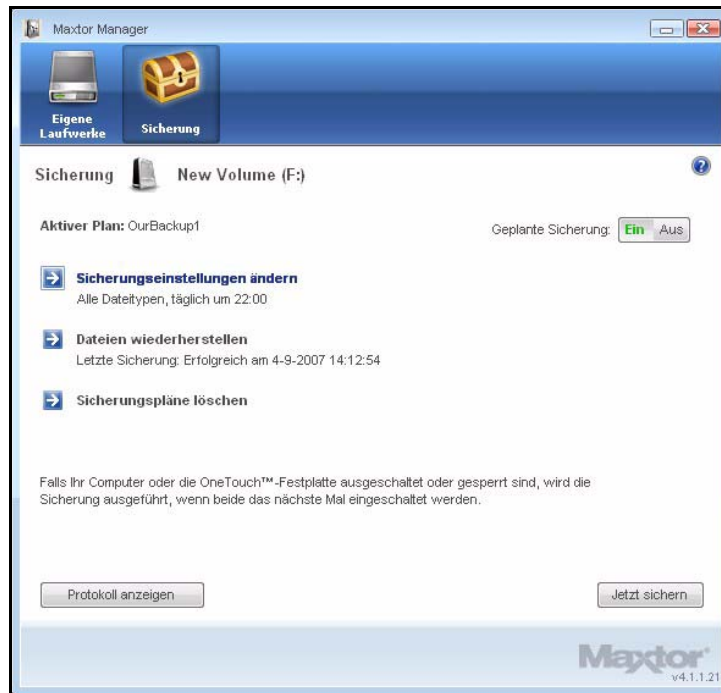 Maxtor Manager
Eigene
Laufwerke
Sicherung
Sicherung New Volume (F:)
Aktiver Plan: OurBackup1
Geplante Sicherung: Ein Aus
Sicherungseinstellungen ändern
Alle Dateitypen, täglich um 22:00
Dateien wiederherstellen
Letzte Sicherung: Erfolgreich am 4-9-2007 14:12:54
Sicherungspläne löschen
Falls Ihr Computer oder die OneTouch™-Festplatte ausgeschaltet oder gesperrt sind, wird die
Sicherung ausgeführt, wenn beide das nächste Mal eingeschaltet werden.
Protokoll anzeigen
Jetzt sichern
Maxtor
v4.1.1.21